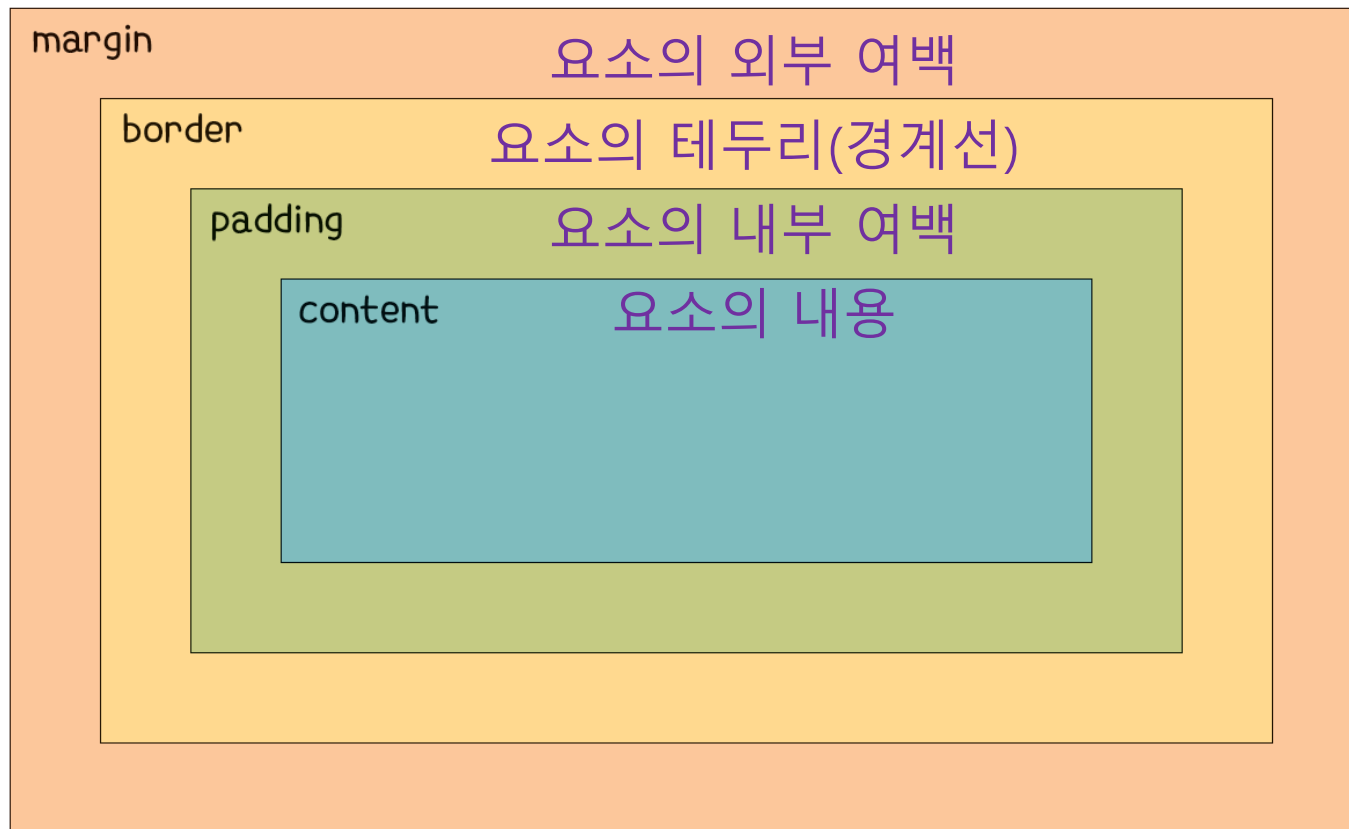 margin
요소의 외부 여백
border
요소의 테두리(경계선)
padding
요소의 내부 여백
content
요소의 내용